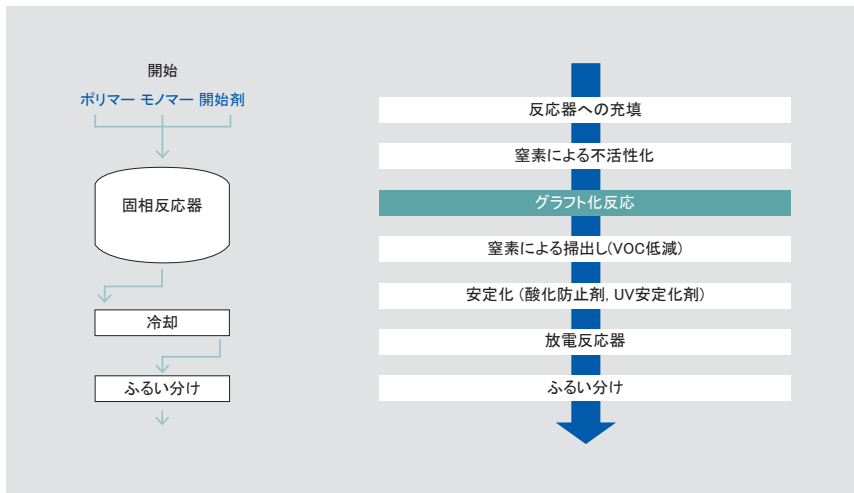 開始
ポリマー モノマー 開始剤
固相反応器
冷却
ふるい分け
反応器への充填
窒素による不活性化
グラフト化反応
窒素による掃出し(VOC低減)
安定化 (酸化防止剤, UV安定化剤)
放電反応器
ふるい分け